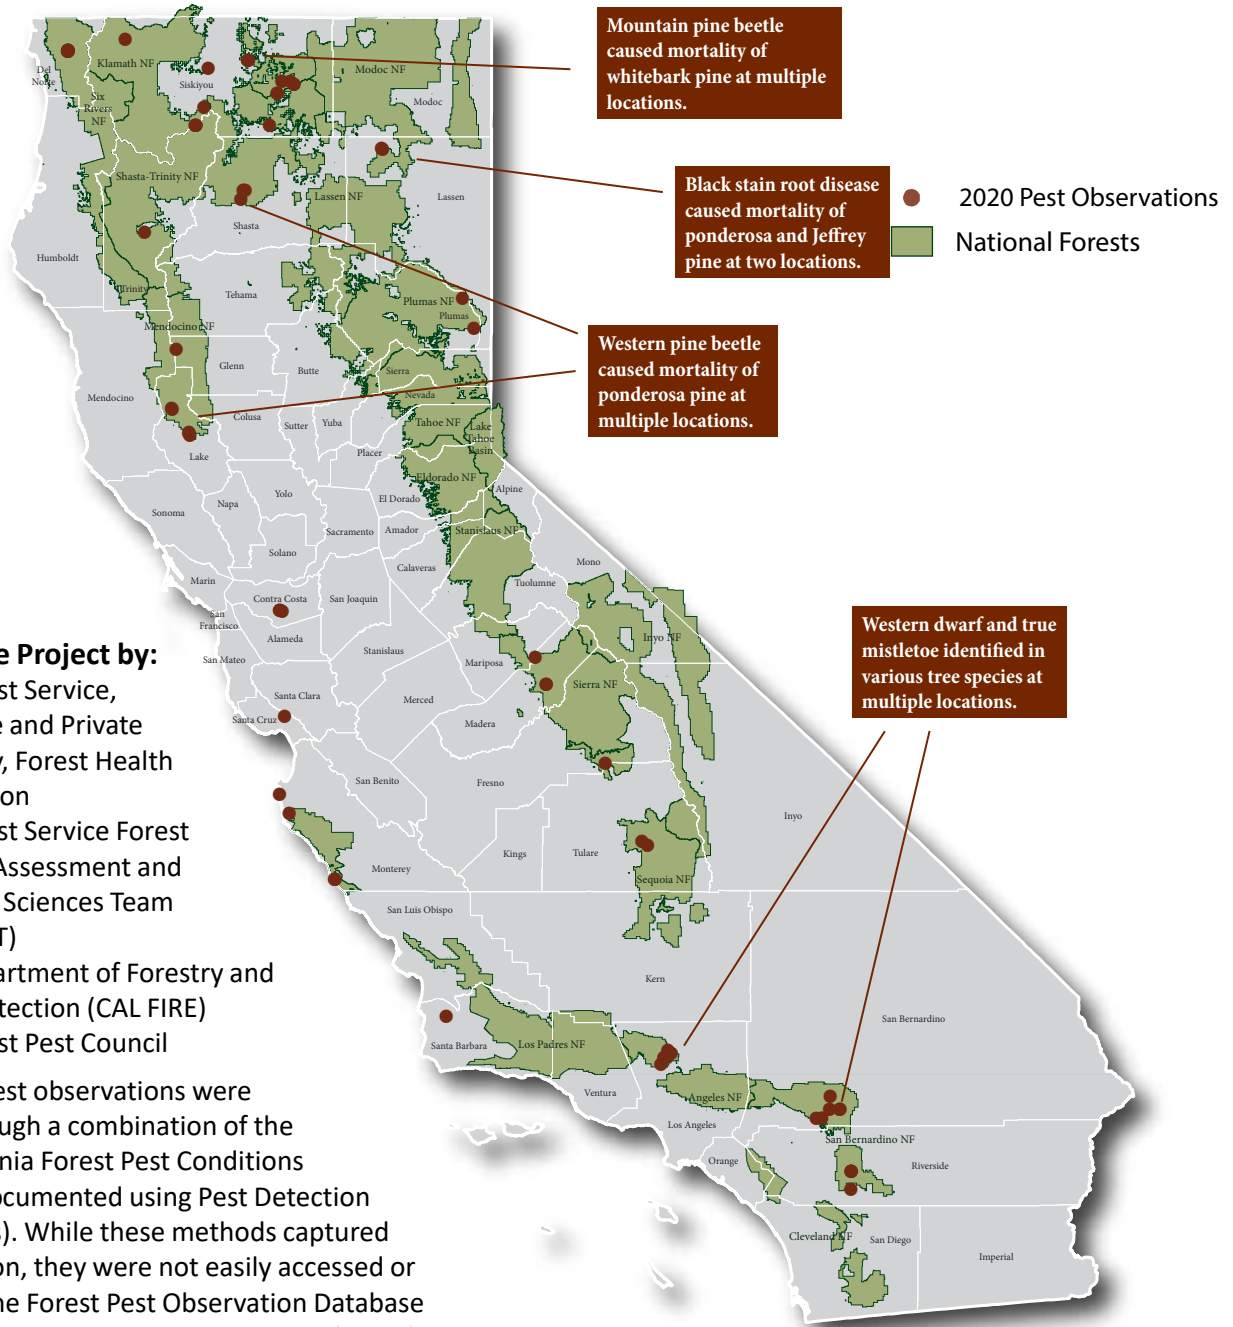 Mountain pine beetle
caused mortality of
whitebark pine at multiple
locations.
Black stain root disease
caused mortality of
ponderosa and Jeffrey
pine at two locations.
2020 Pest Observations
National Forests
Western pine beetle
caused mortality of
ponderosa pine at
multiple locations.
Western dwarf and true
mistletoe identified in
various tree species at
multiple locations.
Del
Norte
Klamath NF
Siskiyou
Modoc NF
Modoc
Six
Rivers
NF
Shasta-Trinity NF
Lassen NF
Lassen
Shasta
Humboldt
Trinity
Tehama
Plumas NF
Plumas
Mendocino NF
Glenn
Butte
Sierra
Nevada
Mendocino
Colusa
Sutter
Yuba
Tahoe NF
Lake
Tahoe
Basin
Placer
Lake
Eldorado NF
Alpine
El Dorado
Yolo
Napa
Sonoma
Sacramento
Amador
Stanislaus NF
Solano
Calaveras
Mono
Marin
Tuolumne
Contra Costa
San Joaquin
San
Francisco
Alameda
Inyo NF
San Mateo
Stanislaus
Mariposa
Sierra NF
Santa Clara
Merced
Santa Cruz
Madera
San Benito
Fresno
Inyo
Monterey
Kings
Tulare
Sequoia NF
San Luis Obispo
Kern
San Bernardino
Santa Barbara
Los Padres NF
Ventura
Angeles NF
Los Angeles
San Bernardino NF
Orange
Riverside
Cleveland NF
San Diego
Imperial
e Project by:
st Service,
e and Private
y, Forest Health
on
st Service Forest
Assessment and
Sciences Team
T)
artment of Forestry and
tection (CAL FIRE)
st Pest Council
est observations were
ugh a combination of the
nia Forest Pest Conditions
ocumented using Pest Detection
s). While these methods captured
on, they were not easily accessed or
he Forest Pest Observation Database